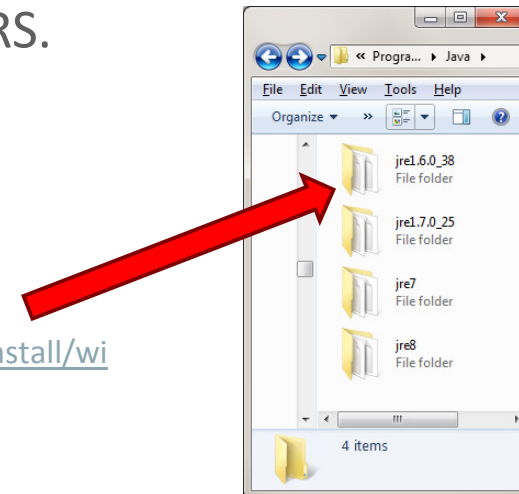 RS.
« Progra... ▸ Java ▸
File Edit View Tools Help
Organize ▾ »
jre1.6.0_38
File folder
jre1.7.0_25
File folder
jre7
File folder
nstall/wi
jre8
File folder
4 items